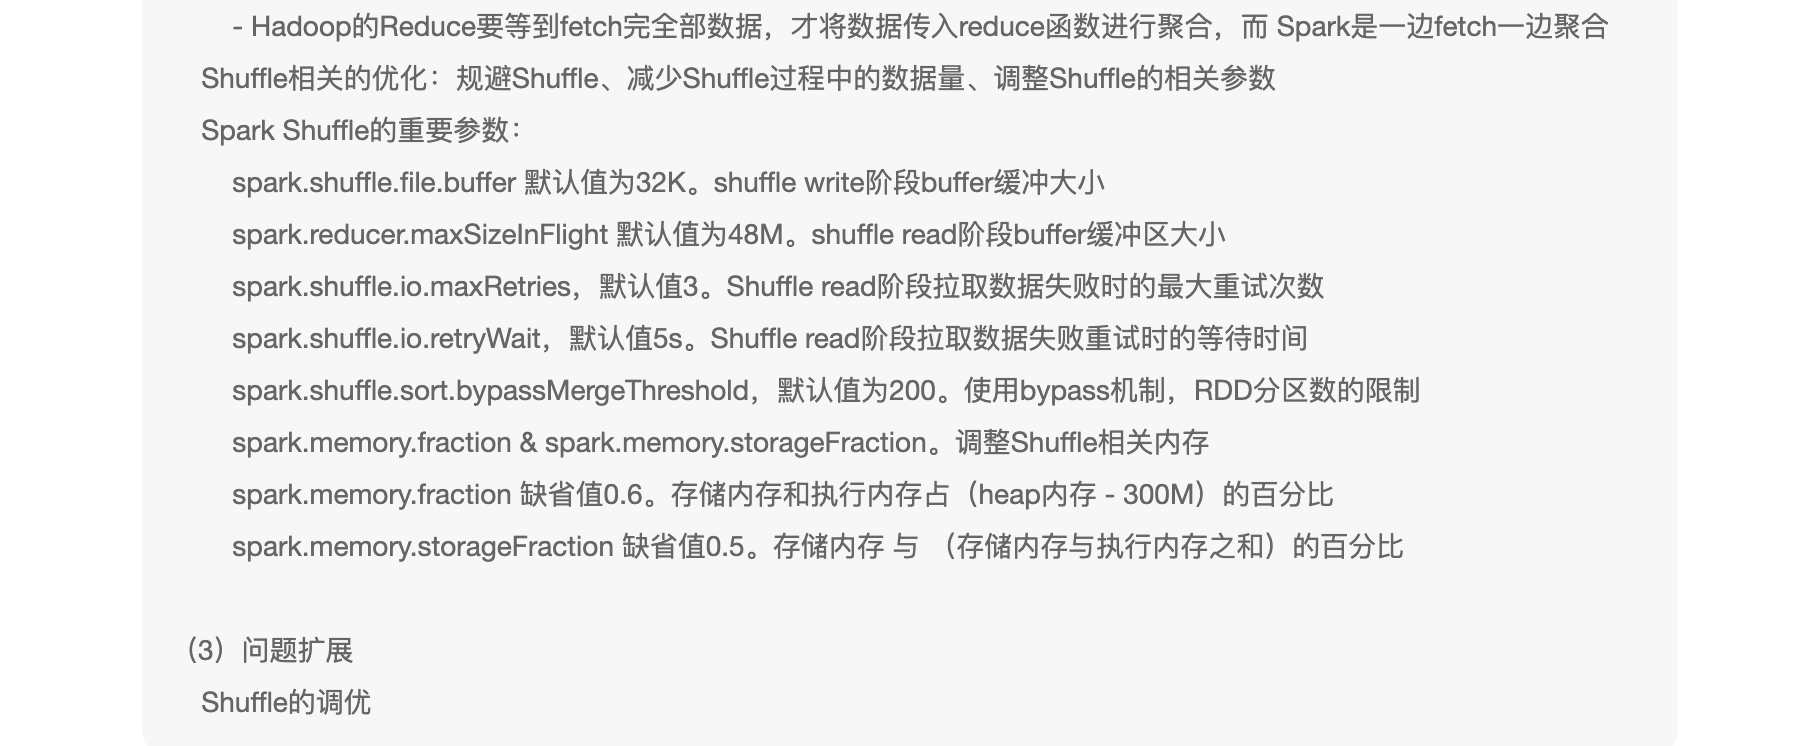 - Hadoop的Reduce要等到fetch完全部数据，才将数据传入reduce函数进行聚合，而 Spark是一边fetch一边聚合
Shuffle相关的优化：规避Shuffle、减少Shuffle过程中的数据量、调整Shuffle的相关参数
Spark Shuffle的重要参数：
spark.shuffle.file.buffer 默认值为32K。shuffle write阶段buffer缓冲大小
spark.reducer.maxSizeInFlight 默认值为48M。shuffle read阶段buffer缓冲区大小
spark.shuffle.io.maxRetries，默认值3。Shuffle read阶段拉取数据失败时的最大重试次数
spark.shuffle.io.retryWait，默认值5s。Shuffle read阶段拉取数据失败重试时的等待时间
spark.shuffle.sort.bypassMergeThreshold，默认值为200。使用bypass机制，RDD分区数的限制
spark.memory.fraction & spark.memory.storageFraction。调整Shuffle相关内存
spark.memory.fraction 缺省值0.6。存储内存和执行内存占（heap内存 - 300M）的百分比
spark.memory.storageFraction 缺省值0.5。存储内存 与 （存储内存与执行内存之和）的百分比
（3）问题扩展
Shuffle的调优